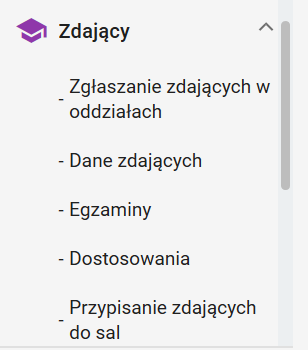 Zdający
- Zgłaszanie zdających w
oddziałach
- Dane zdających
- Egzaminy
- Dostosowania
- Przypisanie zdających
do sal